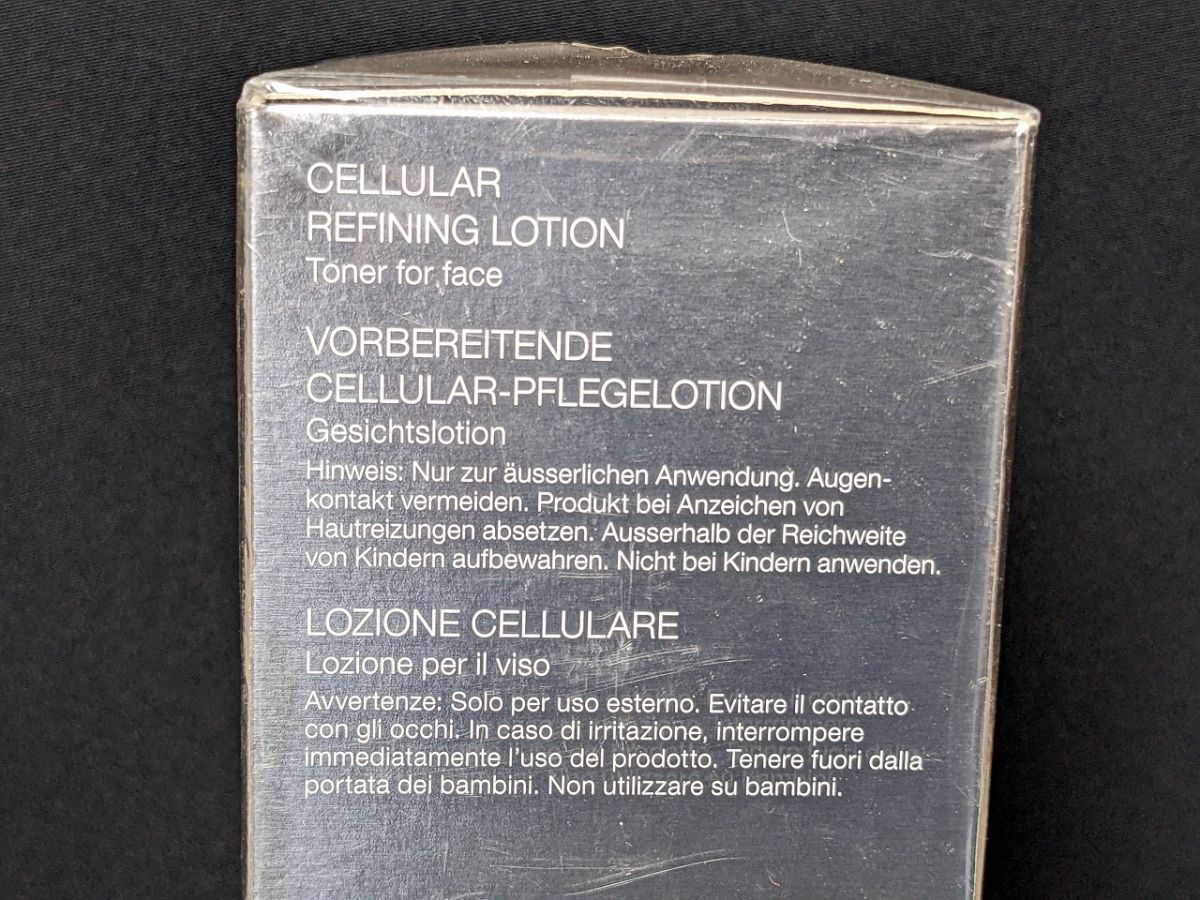 CELLULAR
REFINING LOTION
Toner for face
VORBEREITENDE
CELLULAR-PFLEGELOTION
Gesichtslotion
Hinweis: Nur zur äusserlichen Anwendung. Augen-
kontakt vermeiden. Produkt bei Anzeichen von
Hautreizungen absetzen. Ausserhalb der Reichweite
von Kindern aufbewahren. Nicht bei Kindern anwenden.
LOZIONE CELLULARE
Lozione per il viso
Avvertenze: Solo per uso esterno. Evitare il contatto
con gli occhi. In caso di irritazione, interrompere
immediatamente l'uso del prodotto. Tenere fuori dalla
portata dei bambini. Non utilizzare su bambini.